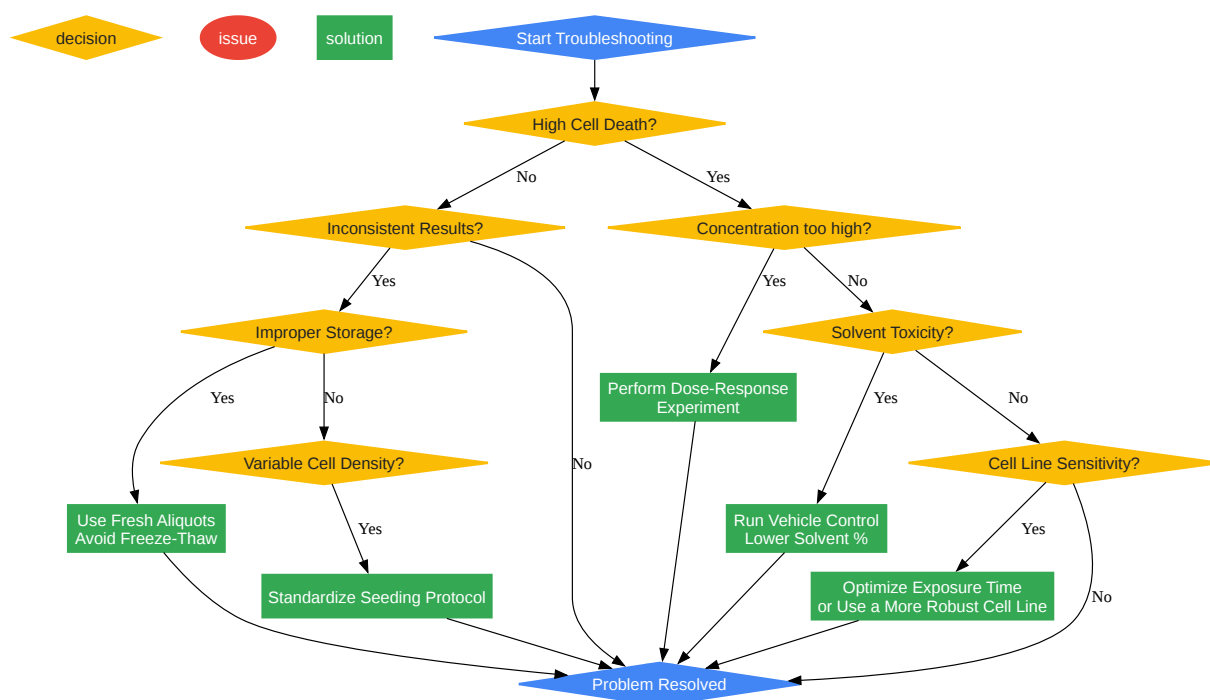 decision
issue
solution
Start Troubleshooting
High Cell Death?
No
Yes
Inconsistent Results?
Concentration too high?
Yes
Yes
No
Improper Storage?
Solvent Toxicity?
Yes
No
Perform Dose-Response
Experiment
Yes
No
Variable Cell Density?
No
Cell Line Sensitivity?
Use Fresh Aliquots
Avoid Freeze-Thaw
Yes
Run Vehicle Control
Lower Solvent %
Yes
Standardize Seeding Protocol
Optimize Exposure Time
or Use a More Robust Cell Line
No
Problem Resolved